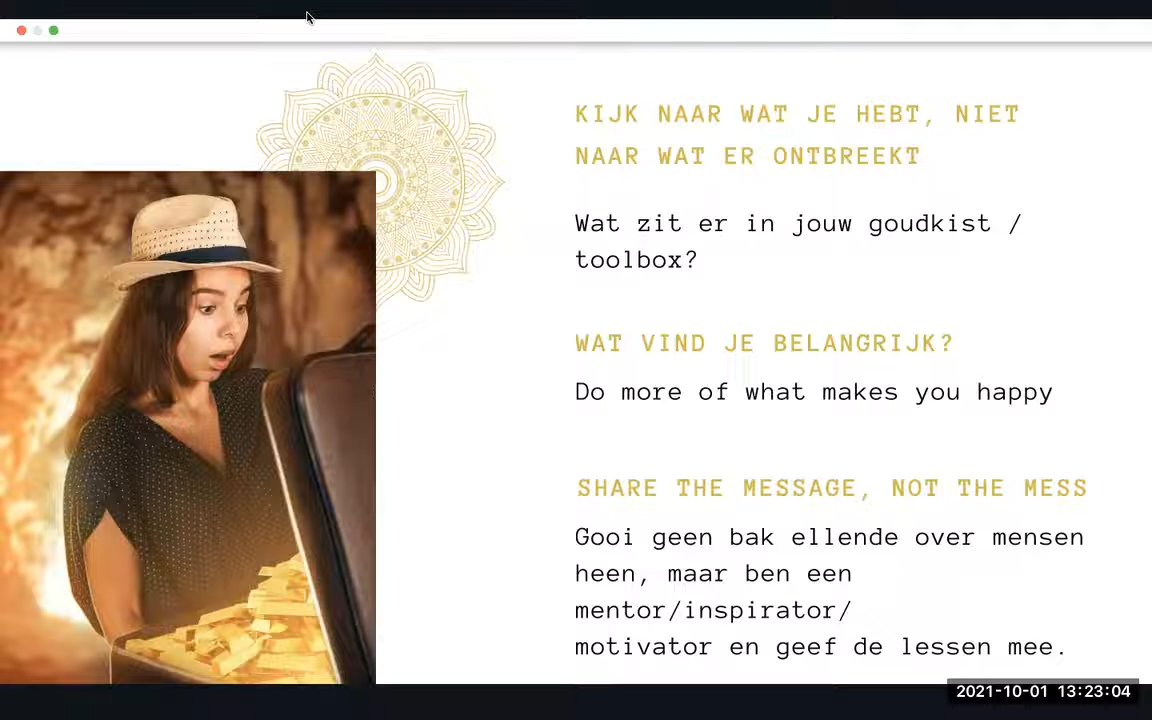 KIJK NAAR WAT JE HEBT, NIET
NAAR WAT ER ONTBREEKT
Wat zit er in jouw goudkist /
toolbox?
WAT VIND JE BELANGRIJK?
Do more of what makes you happy
SHARE THE MESSAGE, NOT THE MESS
Gooi geen bak ellende over mensen
heen, maar ben een
mentor/inspirator/
motivator en geef de lessen mee.
2021-10-01 13:23:04